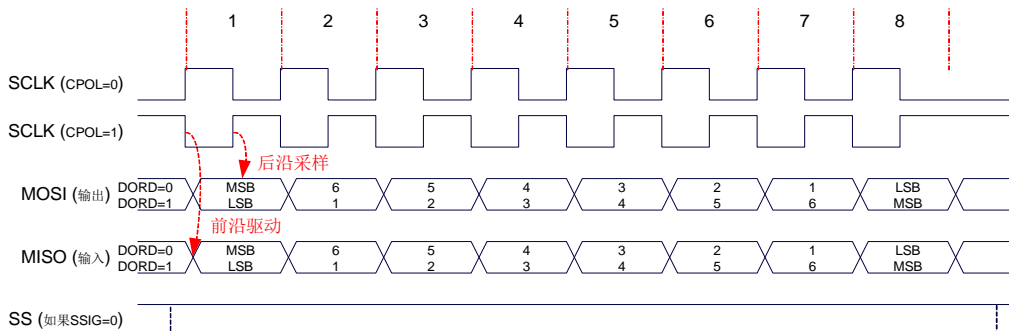 1 2 3 4 5 6 7 8
SCLK (CPOL=0)
SCLK (CPOL=1)
后沿采样
MOSI (输出) DORD=0 MSB 6 5 4 3 2 1 LSB
DORD=1 LSB 1 2 3 4 5 6 MSB
前沿驱动
MISO (输入) DORD=0 MSB 6 5 4 3 2 1 LSB
DORD=1 LSB 1 2 3 4 5 6 MSB
SS (如果SSIG=0)